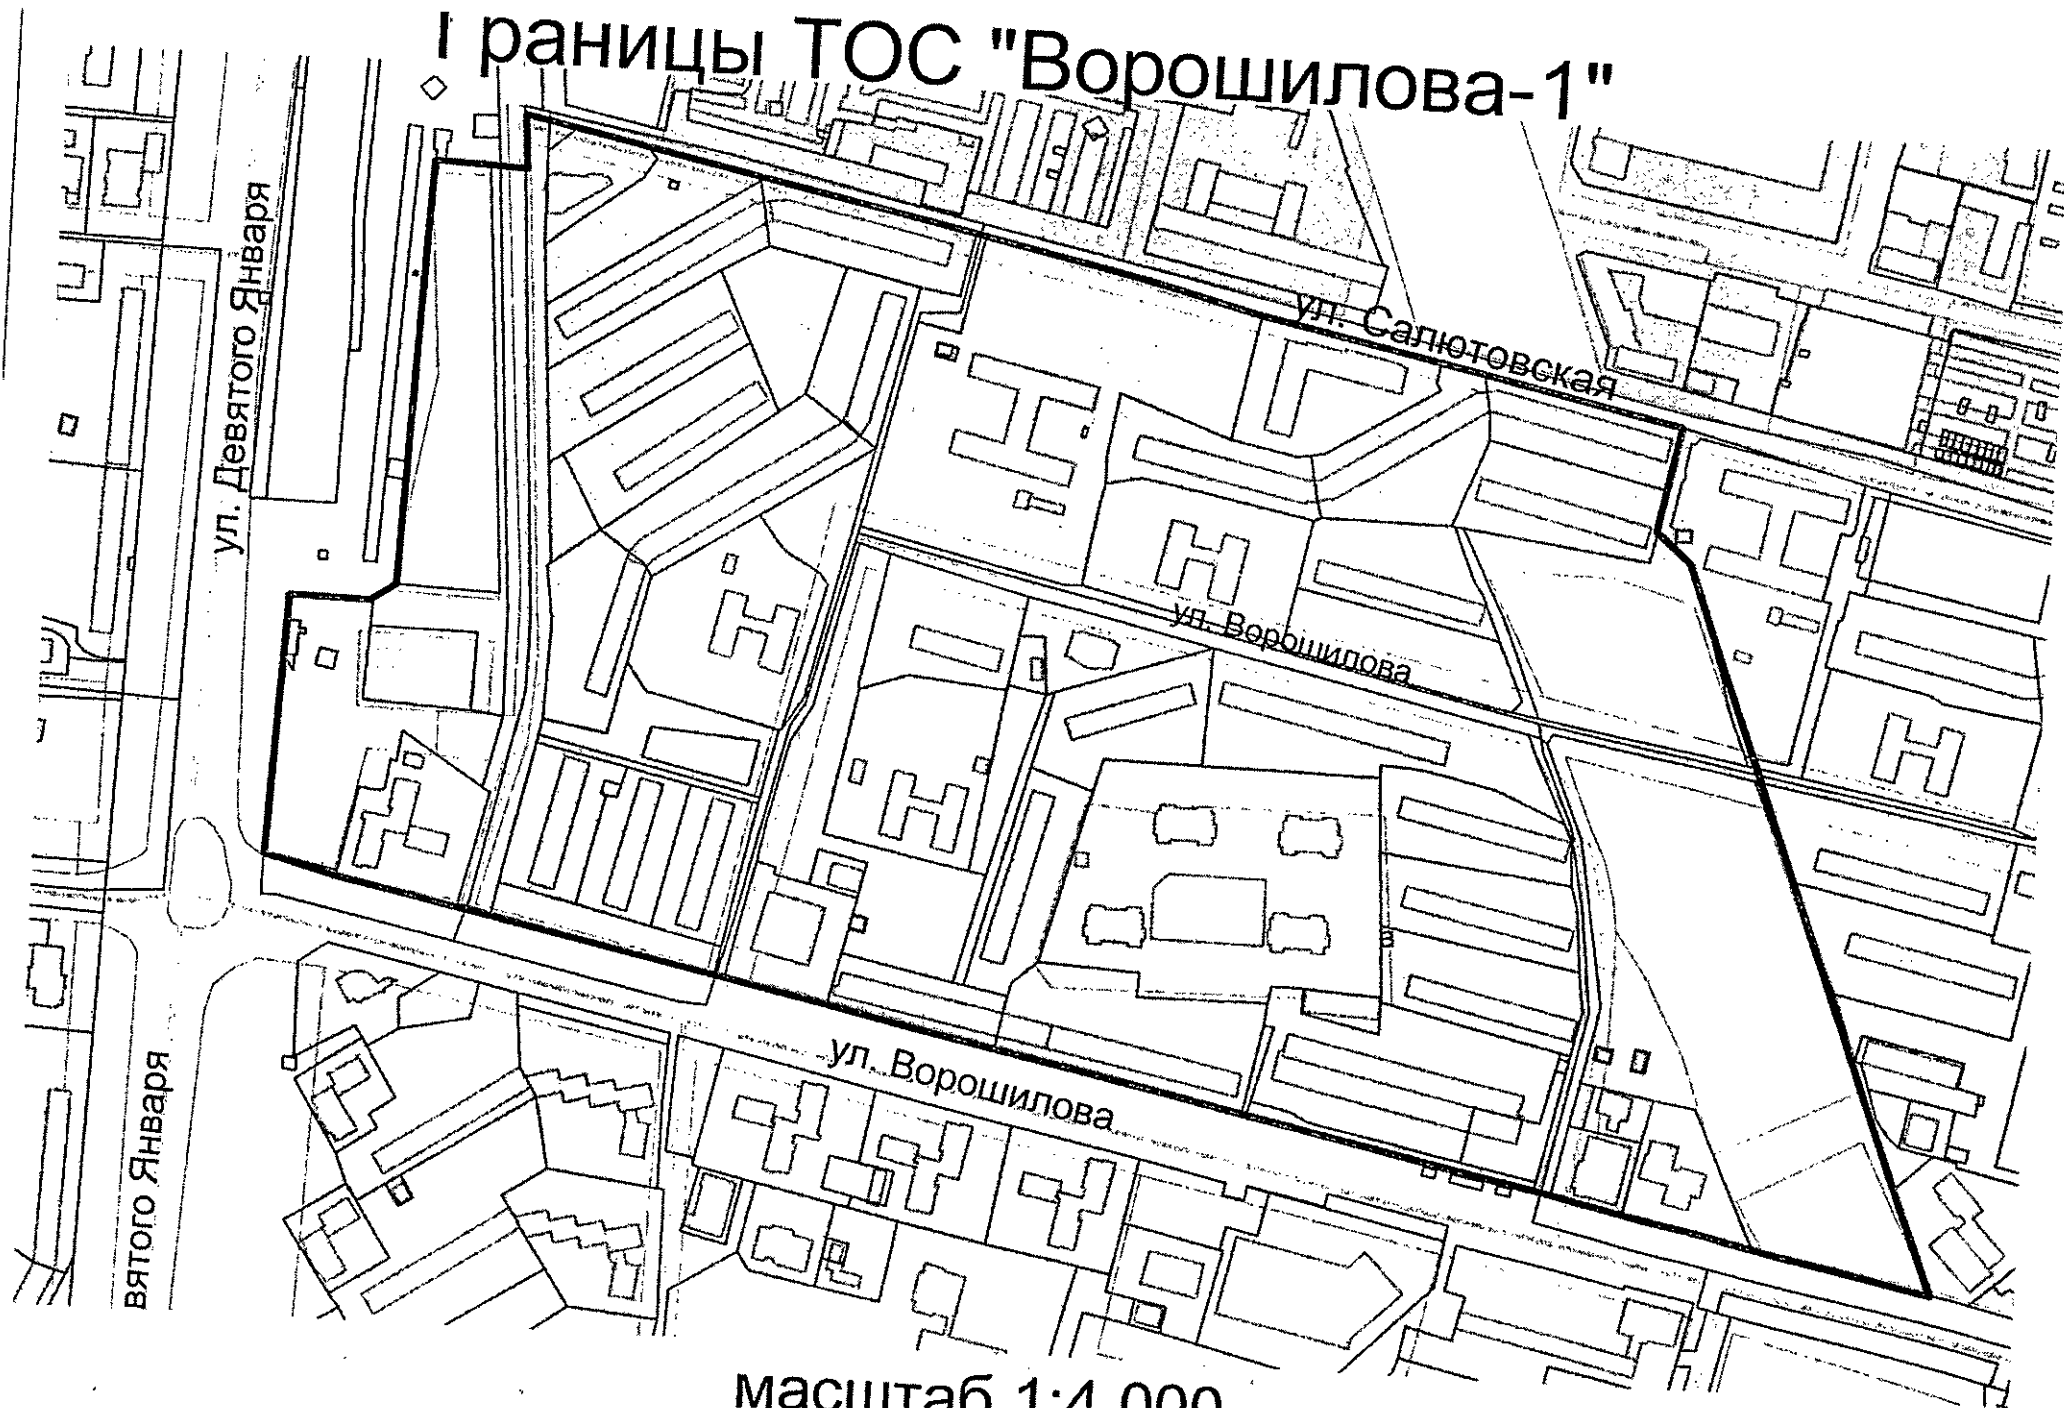 Границы ТОС "Ворошилова-1"
ул. Девятого Января
ул. Салютовская
ул. Ворошилова
ул. Ворошилова
вятого Января
масштаб 1:4 000